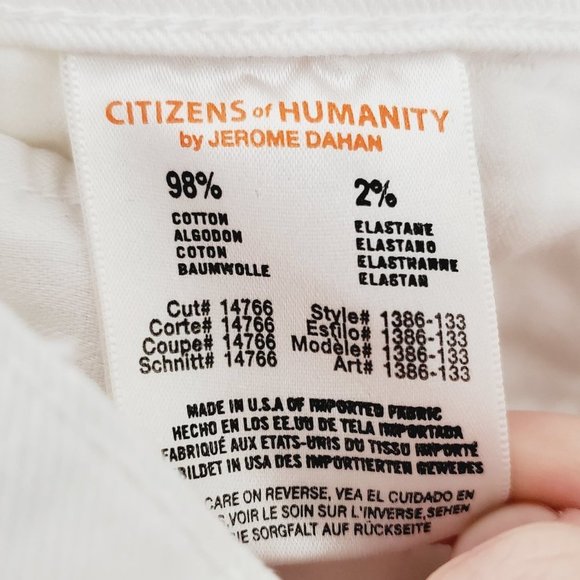 CITIZENS of HUMANITY
by JEROME DAHAN
98%
COTTON
ALGODON
COTON
BAUMWOLLE
2%
ELASTANE
ELASTANO
ELASTHANNE
ELASTAN
Cut# 14766
Corte# 14766
Coupe# 14766
Schnitt# 14766
Style# 1386-133
Estilo# 1386-133
Modele# 1386-133
Art# 1386-133
MADE IN U.S.A OF IMPORTED FABRIC
HECHO EN LOS EE.UU DE TELA IMPORTADA
FABRIQUÉ AUX ETATS-UNIS DU TISSU IMPORTÉ
BILDET IN USA DES IMPORTIERTEN GEWEBES
CARE ON REVERSE, VEA EL CUIDADO EN
VOIR LE SOIN SUR L'INVERSE, SEHEN
IE SORGFALT AUF RÜCKSEITE